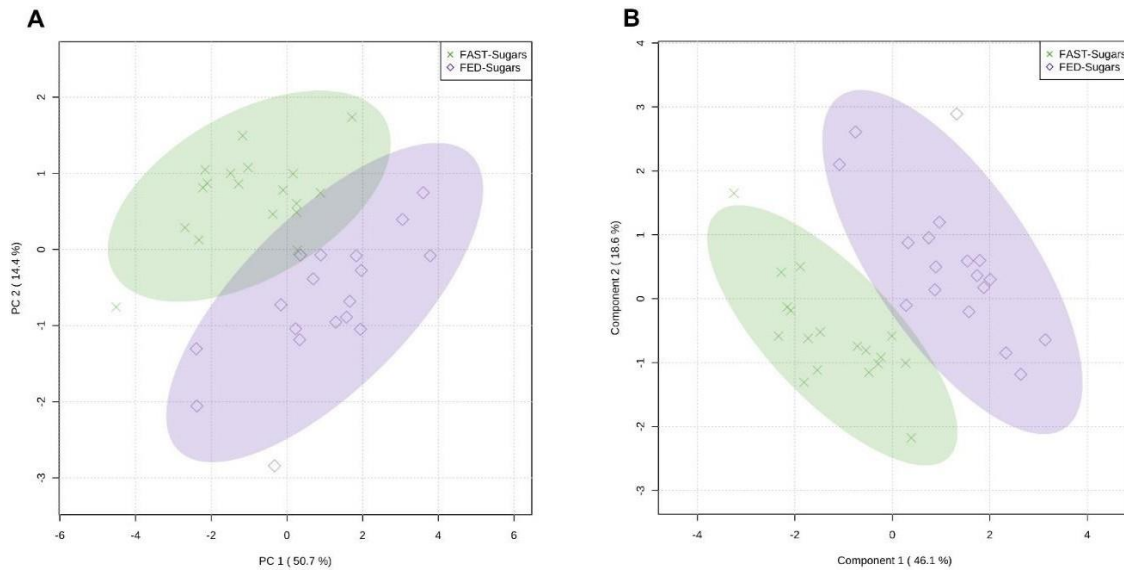 A
FAST-Sugars
FED-Sugars
2
1
0
-1
-2
-3
PC 2 ( 14.4 %)
-6
-4
-2
0
2
4
6
PC 1 ( 50.7 %)
B
FAST-Sugars
FED-Sugars
4
3
2
1
0
-1
-2
-3
Component 2 ( 18.6 %)
-4
-2
0
2
4
Component 1 ( 46.1 %)